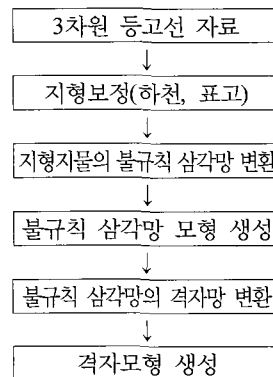 3차원 등고선 자료
↓
지형보정(하천, 표고)
↓
지형지물의 불규칙 삼각망 변환
↓
불규칙 삼각망 모형 생성
↓
불규칙 삼각망의 격자망 변환
↓
격자모형 생성